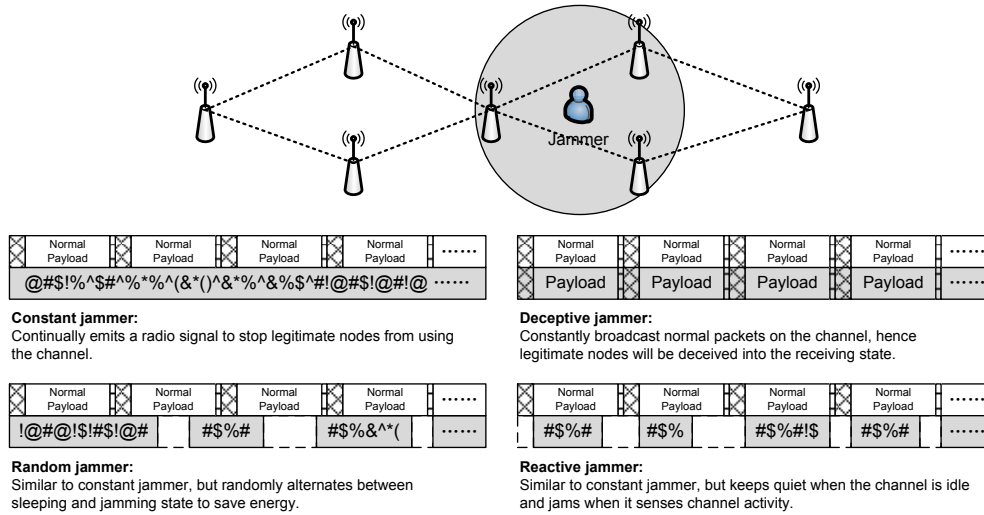 Jammer
Normal Normal Normal Normal
Payload Payload Payload Payload ......
@#$!%^$#^%*%^(&*()^&*%^&%$^#!@#$!@#!@ ......
Constant jammer:
Continually emits a radio signal to stop legitimate nodes from using
the channel.
Normal Normal Normal Normal
Payload Payload Payload Payload ......
Payload Payload Payload Payload ......
Deceptive jammer:
Constantly broadcast normal packets on the channel, hence
legitimate nodes will be deceived into the receiving state.
Normal Normal Normal Normal
Payload Payload Payload Payload ......
!@#@!$!#$!@# #$%# #$%&^*( ......
Random jammer:
Similar to constant jammer, but randomly alternates between
sleeping and jamming state to save energy.
Normal Normal Normal Normal
Payload Payload Payload Payload ......
#$%# #$% #$%#!$ #$%# ......
Reactive jammer:
Similar to constant jammer, but keeps quiet when the channel is idle
and jams when it senses channel activity.